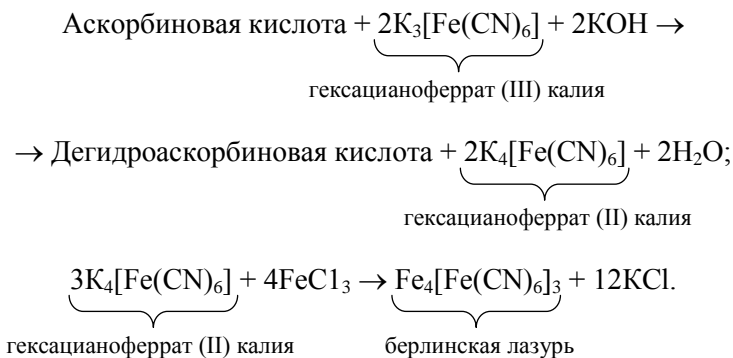 Аскорбиновая кислота + 2K₃[Fe(CN)₆] + 2KOH →
гексацианоферрат (III) калия
→ Дегидроаскорбиновая кислота + 2K₄[Fe(CN)₆] + 2H₂O;
гексацианоферрат (II) калия
3K₄[Fe(CN)₆] + 4FeC1₃ → Fe₄[Fe(CN)₆]₃ + 12KCl.
гексацианоферрат (II) калия берлинская лазурь